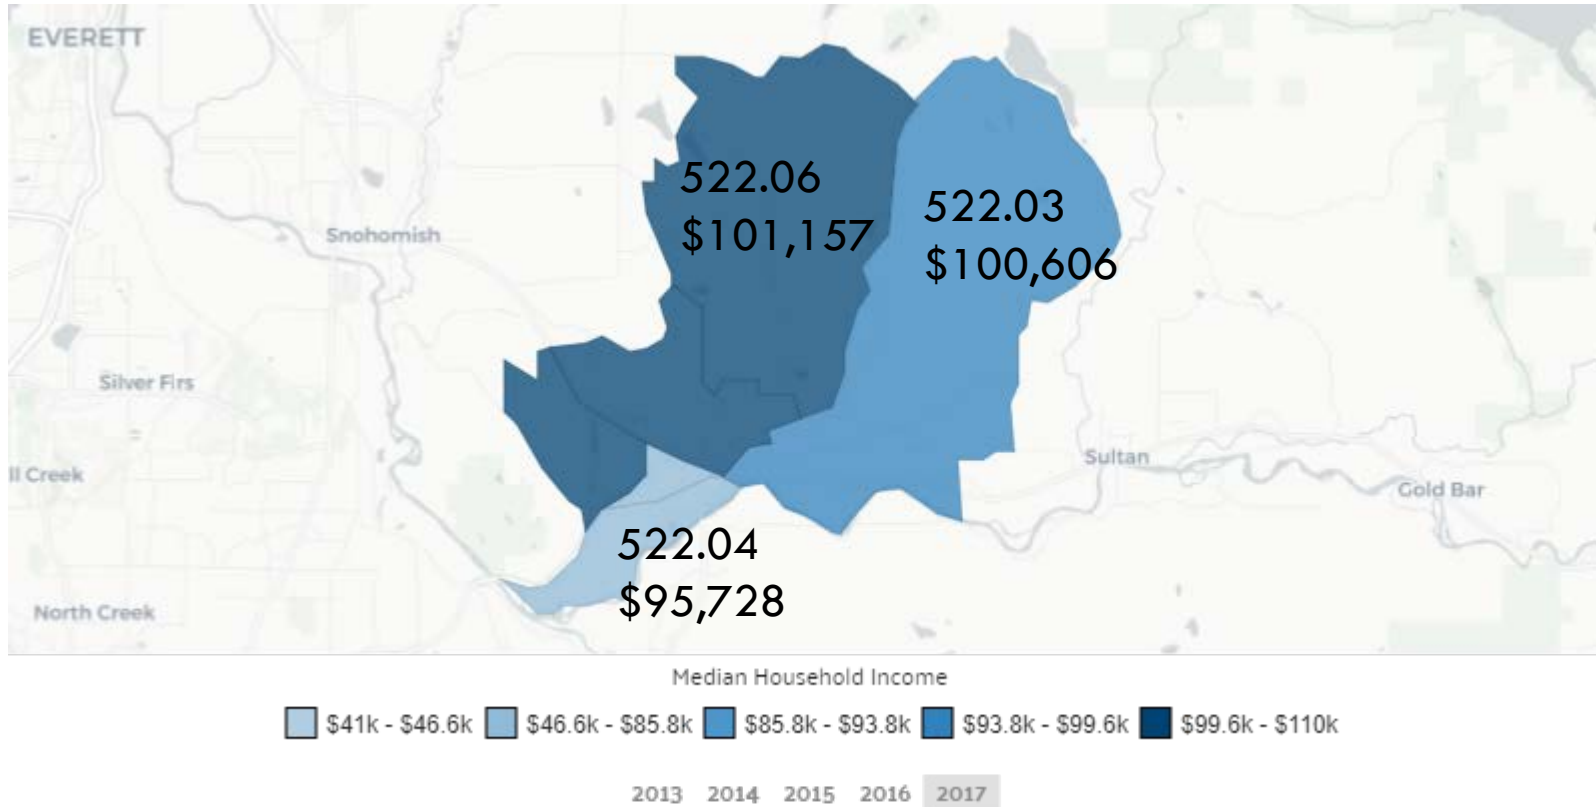 EVERETT
522.06
$101,157
522.03
$100,606
Snohomish
Silver Firs
ll Creek
Sultan
Gold Bar
522.04
$95,728
North Creek
Median Household Income
$41k - $46.6k $46.6k - $85.8k $85.8k - $93.8k $93.8k - $99.6k $99.6k - $110k
2013 2014 2015 2016 2017